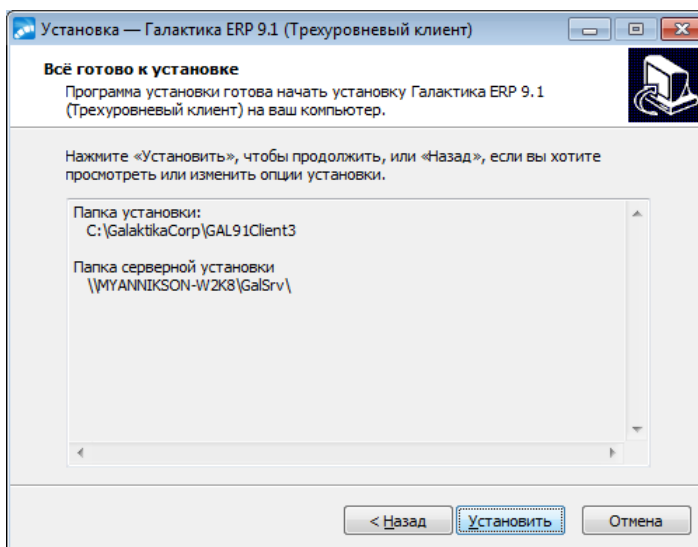 Установка — Галактика ERP 9.1 (Трехуровневый клиент)
Всё готово к установке
Программа установки готова начать установку Галактика ERP 9.1
(Трехуровневый клиент) на ваш компьютер.
Нажмите «Установить», чтобы продолжить, или «Назад», если вы хотите
просмотреть или изменить опции установки.
Папка установки:
C:\GalaktikaCorp\GAL91Client3
Папка серверной установки
\\MYANNIKSON-W2K8\GalSrv\
< Назад
Установить
Отмена